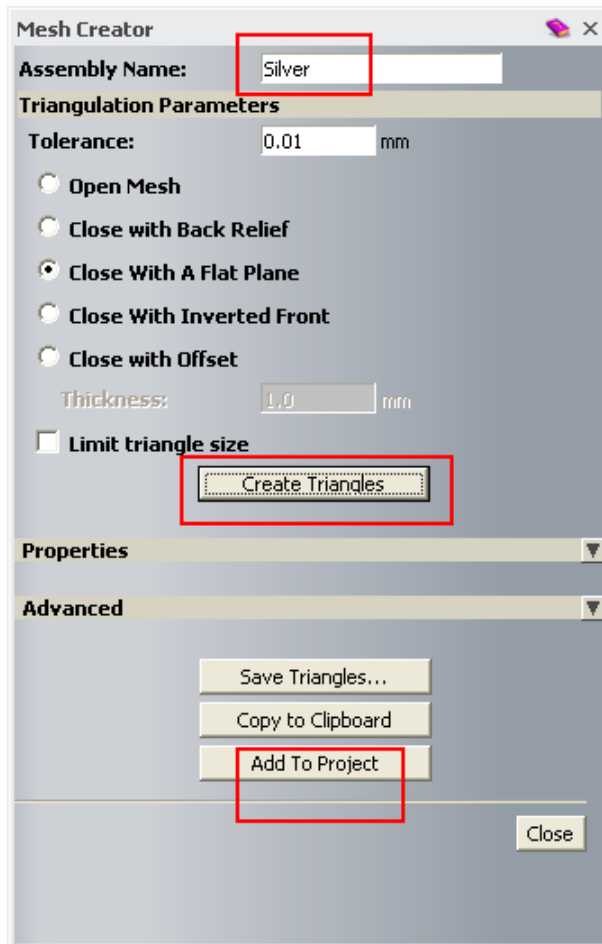 Mesh Creator
Assembly Name: Silver
Triangulation Parameters
Tolerance: 0.01 mm
Open Mesh
Close with Back Relief
Close With A Flat Plane
Close With Inverted Front
Close with Offset
Thickness: 1.0 mm
Limit triangle size
Create Triangles
Properties
Advanced
Save Triangles...
Copy to Clipboard
Add To Project
Close